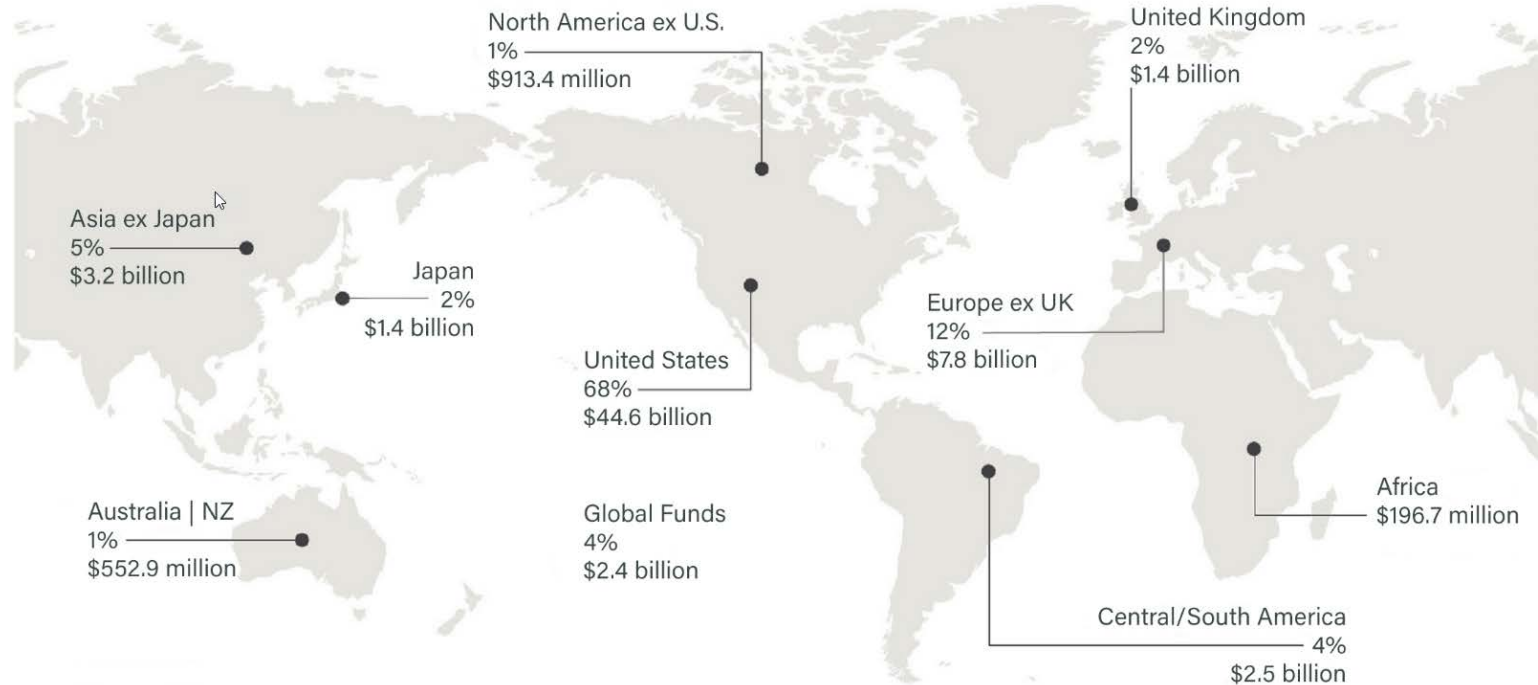 North America ex U.S.
1%
$913.4 million
United Kingdom
2%
$1.4 billion
Asia ex Japan
5%
$3.2 billion
Japan
2%
$1.4 billion
Europe ex UK
12%
$7.8 billion
United States
68%
$44.6 billion
Australia | NZ
1%
$552.9 million
Global Funds
4%
$2.4 billion
Africa
$196.7 million
Central/South America
4%
$2.5 billion